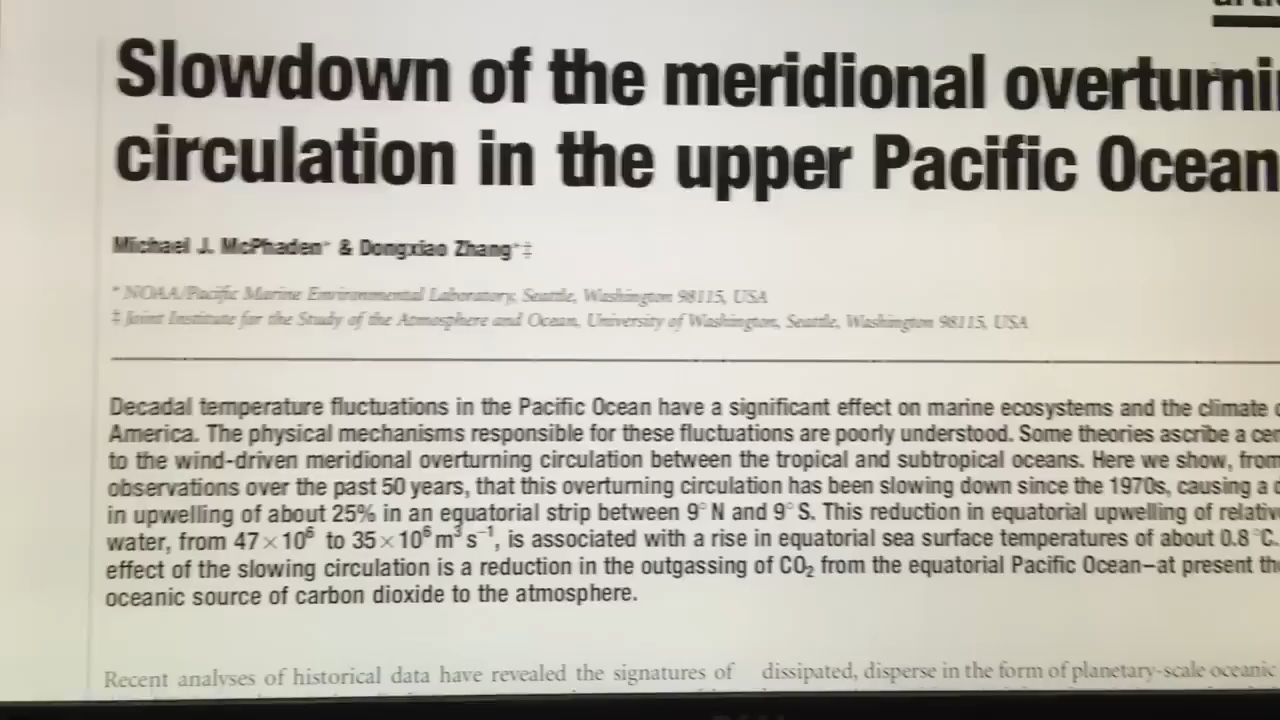 Slowdown of the meridional overturni
circulation in the upper Pacific Ocean
Michael J. McPhaden* & Dongxiao Zhang*‡
* NOAA/Pacific Marine Environmental Laboratory, Seattle, Washington 98115, USA
‡ Joint Institute for the Study of the Atmosphere and Ocean, University of Washington, Seattle, Washington 98115, USA
Decadal temperature fluctuations in the Pacific Ocean have a significant effect on marine ecosystems and the climate
America. The physical mechanisms responsible for these fluctuations are poorly understood. Some theories ascribe a cen
to the wind-driven meridional overturning circulation between the tropical and subtropical oceans. Here we show, from
observations over the past 50 years, that this overturning circulation has been slowing down since the 1970s, causing a
in upwelling of about 25% in an equatorial strip between 9°N and 9°S. This reduction in equatorial upwelling of relative
water, from 47×10⁶ to 35×10⁶ m³ s⁻¹, is associated with a rise in equatorial sea surface temperatures of about 0.8 °C.
effect of the slowing circulation is a reduction in the outgassing of CO₂ from the equatorial Pacific Ocean–at present the
oceanic source of carbon dioxide to the atmosphere.
Recent analyses of historical data have revealed the signatures of
dissipated, disperse in the form of planetary-scale oceanic